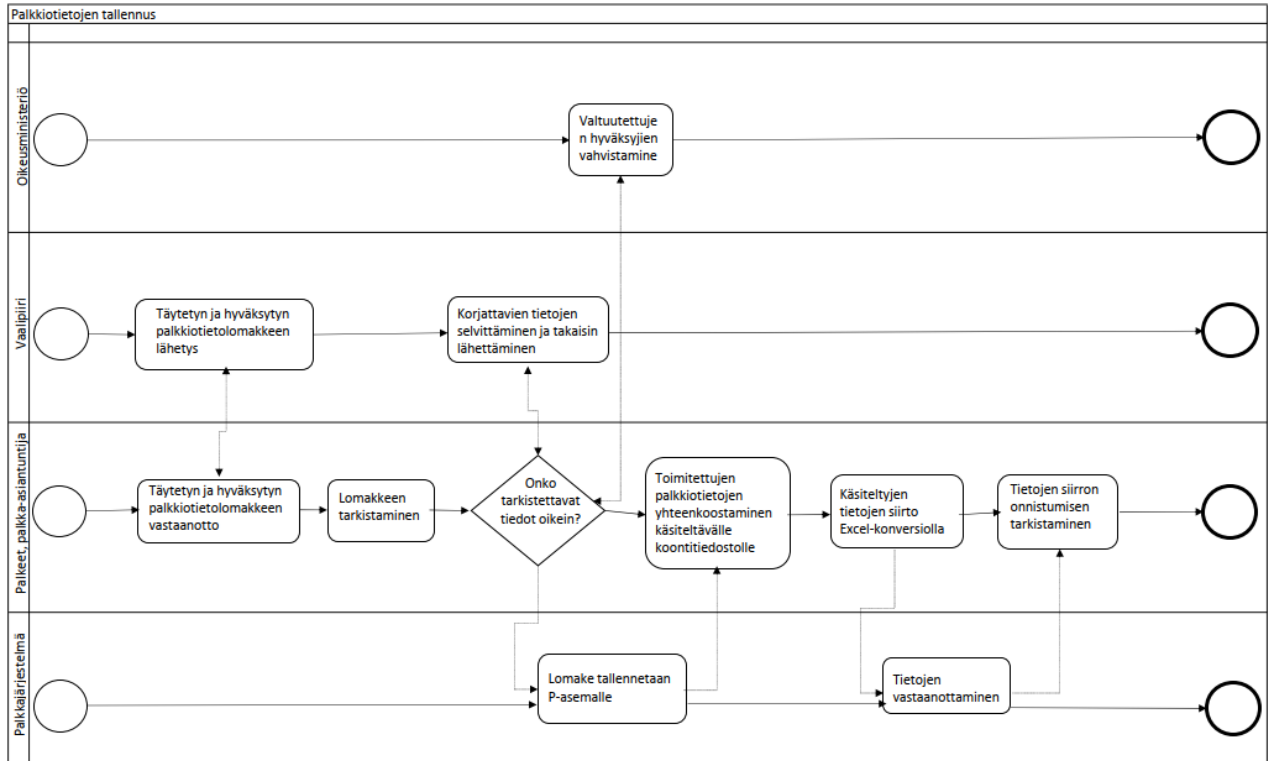 Palkkiotietojen tallennus
Oikeusministeriö
Valtuutettuje
n hyväksyjien
vahvistamine
Vaalipiiri
Täytetyn ja hyväksytyn
palkkiotietolomakkeen
lähetys
Korjattavien tietojen
selvittäminen ja takaisin
lähettäminen
Palkeet, palkka-asiantuntija
Täytetyn ja hyväksytyn
palkkiotietolomakkeen
vastaanotto
Lomakkeen
tarkistaminen
Onko
tarkistettavat
tiedot oikein?
Toimitettujen
palkkiotietojen
yhteenkoostaminen
käsiteltävälle
koontitiedostolle
Käsiteltyjen
tietojen siirto
Excel-konversiolla
Tietojen siirron
onnistumisen
tarkistaminen
Palkkajärjestelmä
Lomake tallennetaan
P-asemalle
Tietojen
vastaanottaminen